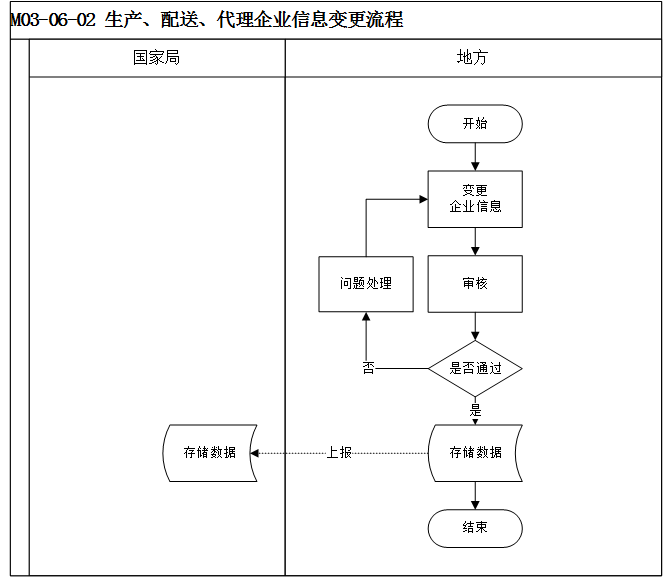 M03-06-02 生产、配送、代理企业信息变更流程
国家局
地方
开始
变更
企业信息
问题处理
审核
否
是否通过
是
存储数据
上报
存储数据
结束